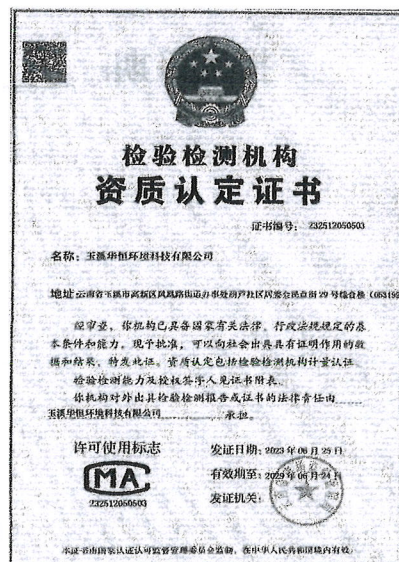 检验检测机构
资质认定证书
证书编号: 232512050503
名称: 玉溪华恒环境科技有限公司
地址: 云南省玉溪市高新区凤凰路街道办事处葫芦社区居委会民立街29号
经审查, 你机构已具备国家有关法律、行政法规规定的基
本条件和能力, 现予批准, 可以向社会出具具有证明作用的数
据和结果, 特发此证。资质认定包括检验检测机构计量认证
检验检测能力及授权签字人见证书附表。
你机构对外出具检验检测报告或证书的法律责任由
玉溪华恒环境科技有限公司 承担。
许可使用标志
MA
232512050503
发证日期: 2023年06月25日
有效期至: 2029年06月24日
发证机关:
本证书由国家认证认可监督管理委员会监制, 在中华人民共和国境内有效。